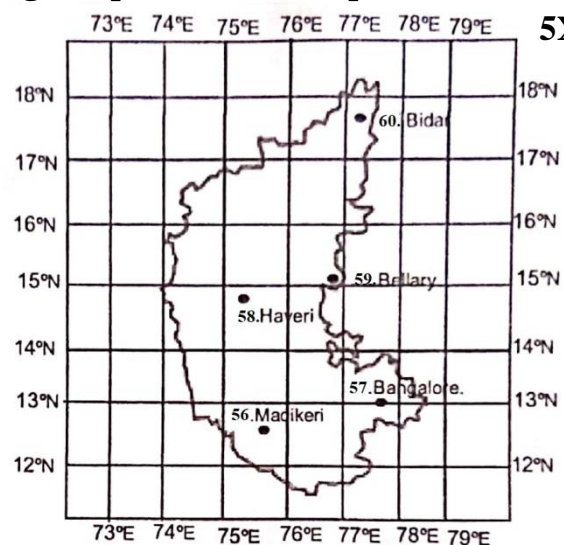 73°E 74°E 75°E 76°E 77°E 78°E 79°E
18°N 18°N
60. Bidar
17°N 17°N
16°N 16°N
15°N 59. Bellary 15°N
58. Haveri
14°N 14°N
57. Bangalore.
13°N 13°N
56. Madikeri
12°N 12°N
73°E 74°E 75°E 76°E 77°E 78°E 79°E